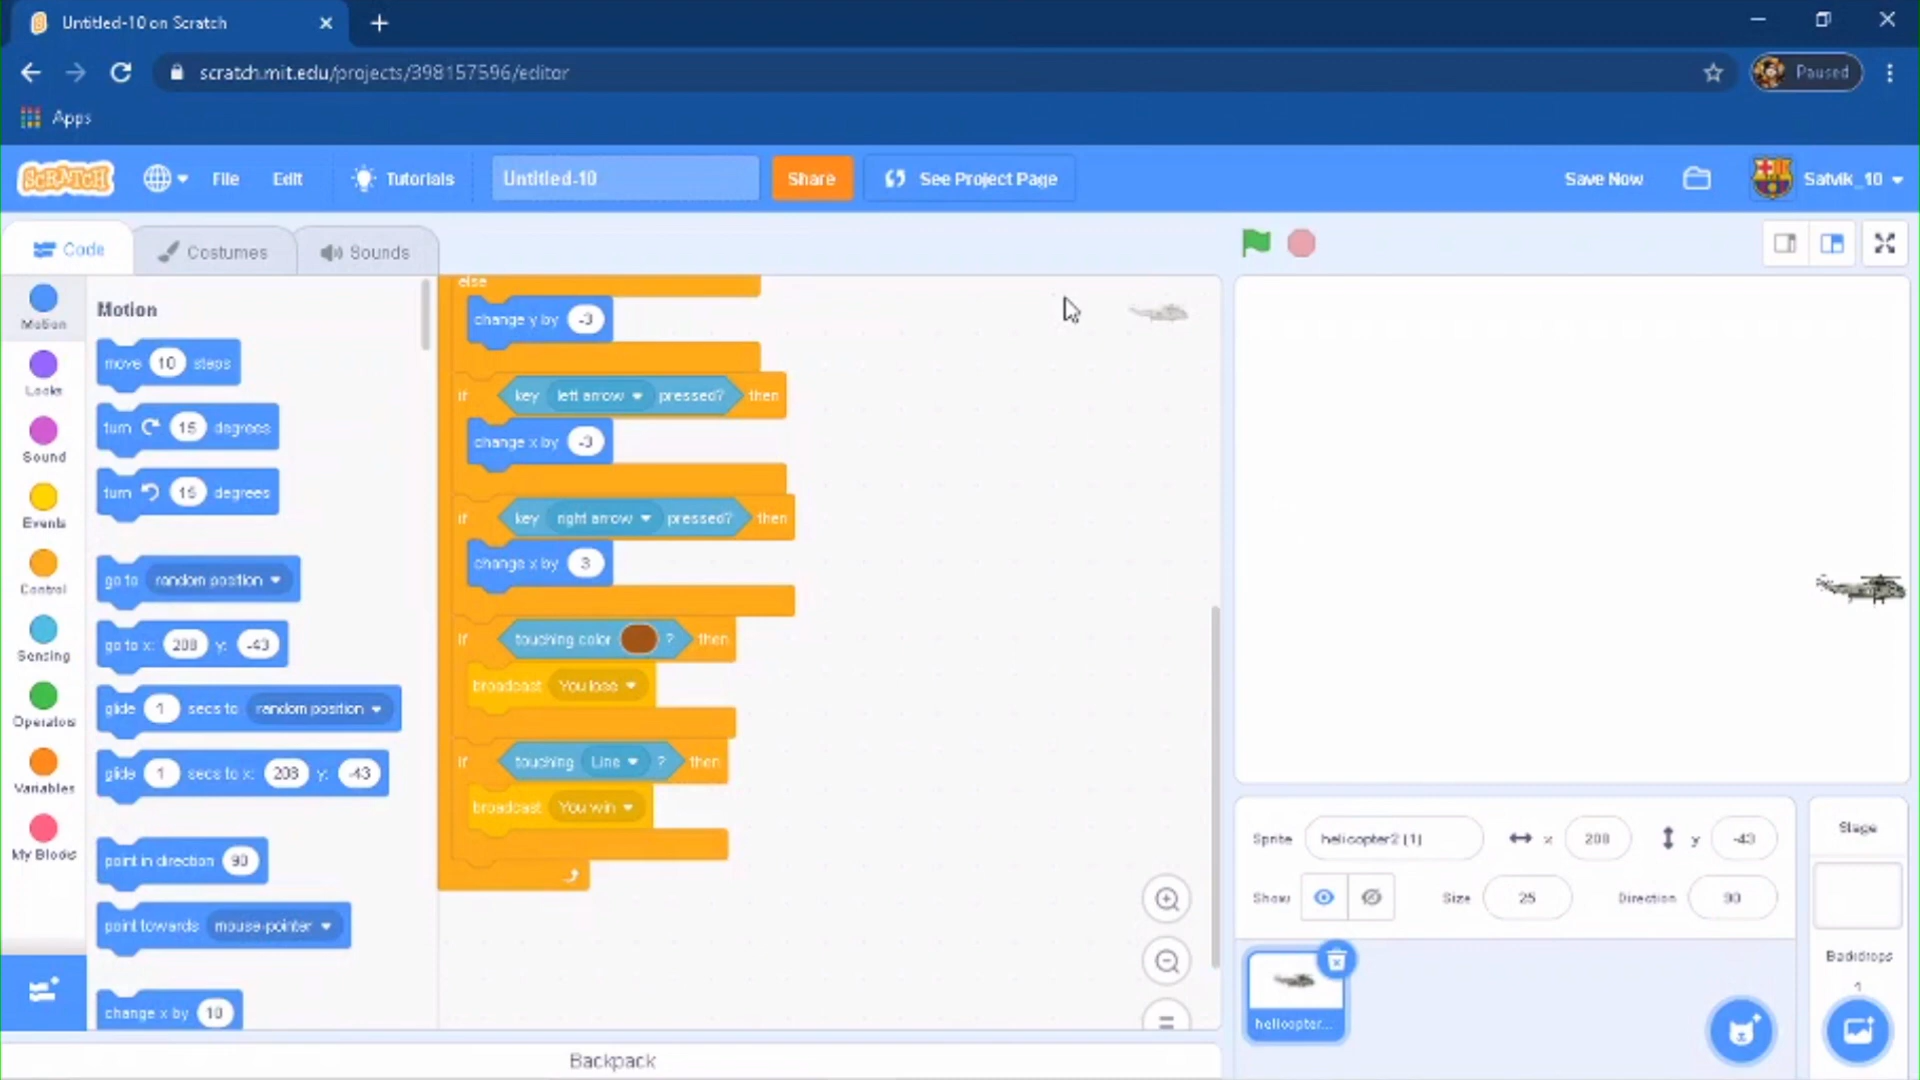 Untitled-10 on Scratch
scratch.mit.edu/projects/398157596/editor
Paused
Apps
SCRATCH
File
Edit
Tutorials
Untitled-10
Share
See Project Page
Save Now
Satvik_10
Code
Costumes
Sounds
Motion
Looks
Sound
Events
Control
Sensing
Operators
Variables
My Blocks
Motion
move 10 steps
turn 15 degrees
turn 15 degrees
go to random position
go to x: 208 y: -43
glide 1 secs to random position
glide 1 secs to x: 208 y: -43
point in direction 90
point towards mouse-pointer
change x by 10
else
change y by -3
if key left arrow pressed? then
change x by -3
if key right arrow pressed? then
change x by 3
if touching color ? then
broadcast You lose
if touching Line ? then
broadcast You win
Backpack
Sprite helicopter2 (1) x 208 y -43
Show Size 25 Direction 90
helicopter...
Stage
Backdrops
1